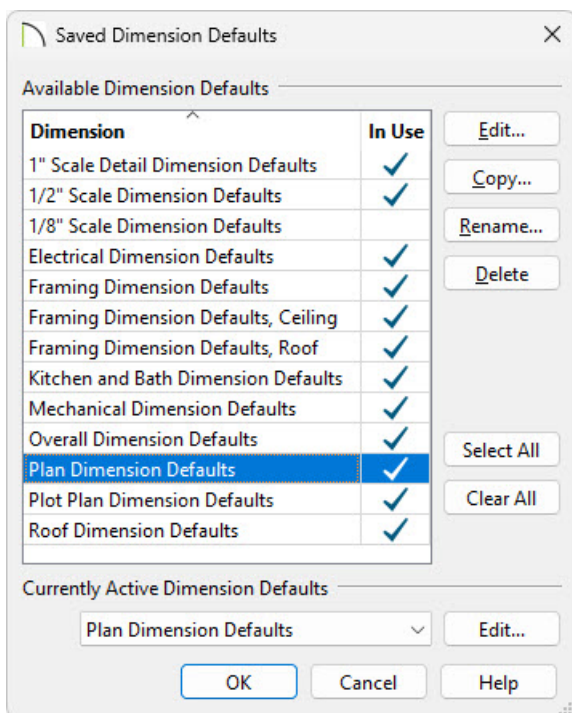 Saved Dimension Defaults
Available Dimension Defaults
Dimension In Use
1" Scale Detail Dimension Defaults
1/2" Scale Dimension Defaults
1/8" Scale Dimension Defaults
Electrical Dimension Defaults
Framing Dimension Defaults
Framing Dimension Defaults, Ceiling
Framing Dimension Defaults, Roof
Kitchen and Bath Dimension Defaults
Mechanical Dimension Defaults
Overall Dimension Defaults
Plan Dimension Defaults
Plot Plan Dimension Defaults
Roof Dimension Defaults
Edit...
Copy...
Rename...
Delete
Select All
Clear All
Currently Active Dimension Defaults
Plan Dimension Defaults Edit...
OK Cancel Help